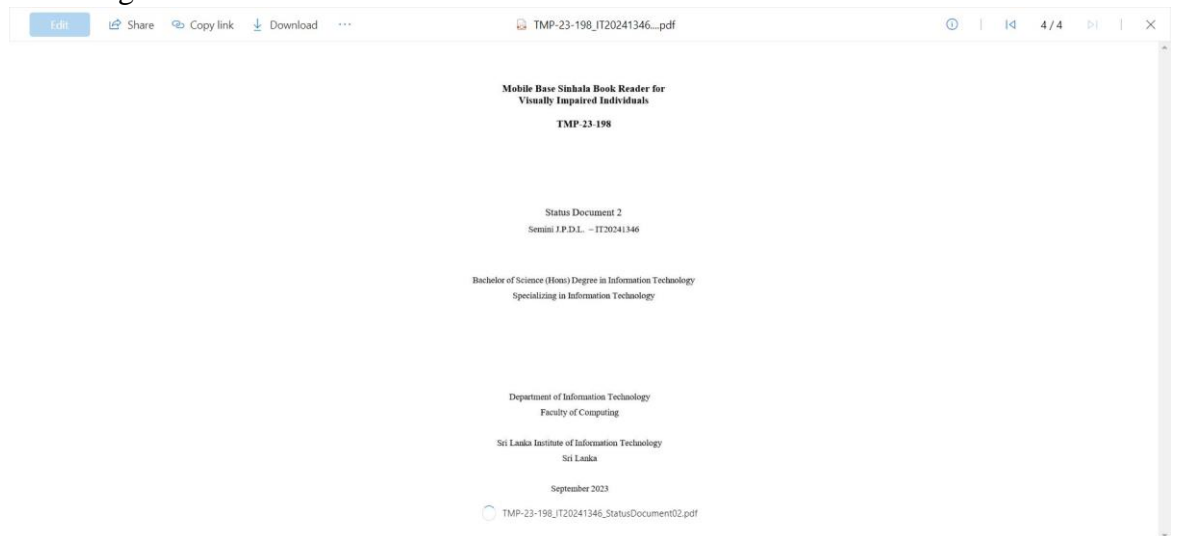 Edit Share Copy link Download ... TMP-23-198_IT20241346....pdf 4 / 4
Mobile Base Sinhala Book Reader for
Visually Impaired Individuals
TMP-23-198
Status Document 2
Semini J.P.D.L. – IT20241346
Bachelor of Science (Hons) Degree in Information Technology
Specializing in Information Technology
Department of Information Technology
Faculty of Computing
Sri Lanka Institute of Information Technology
Sri Lanka
September 2023
TMP-23-198_IT20241346_StatusDocument02.pdf